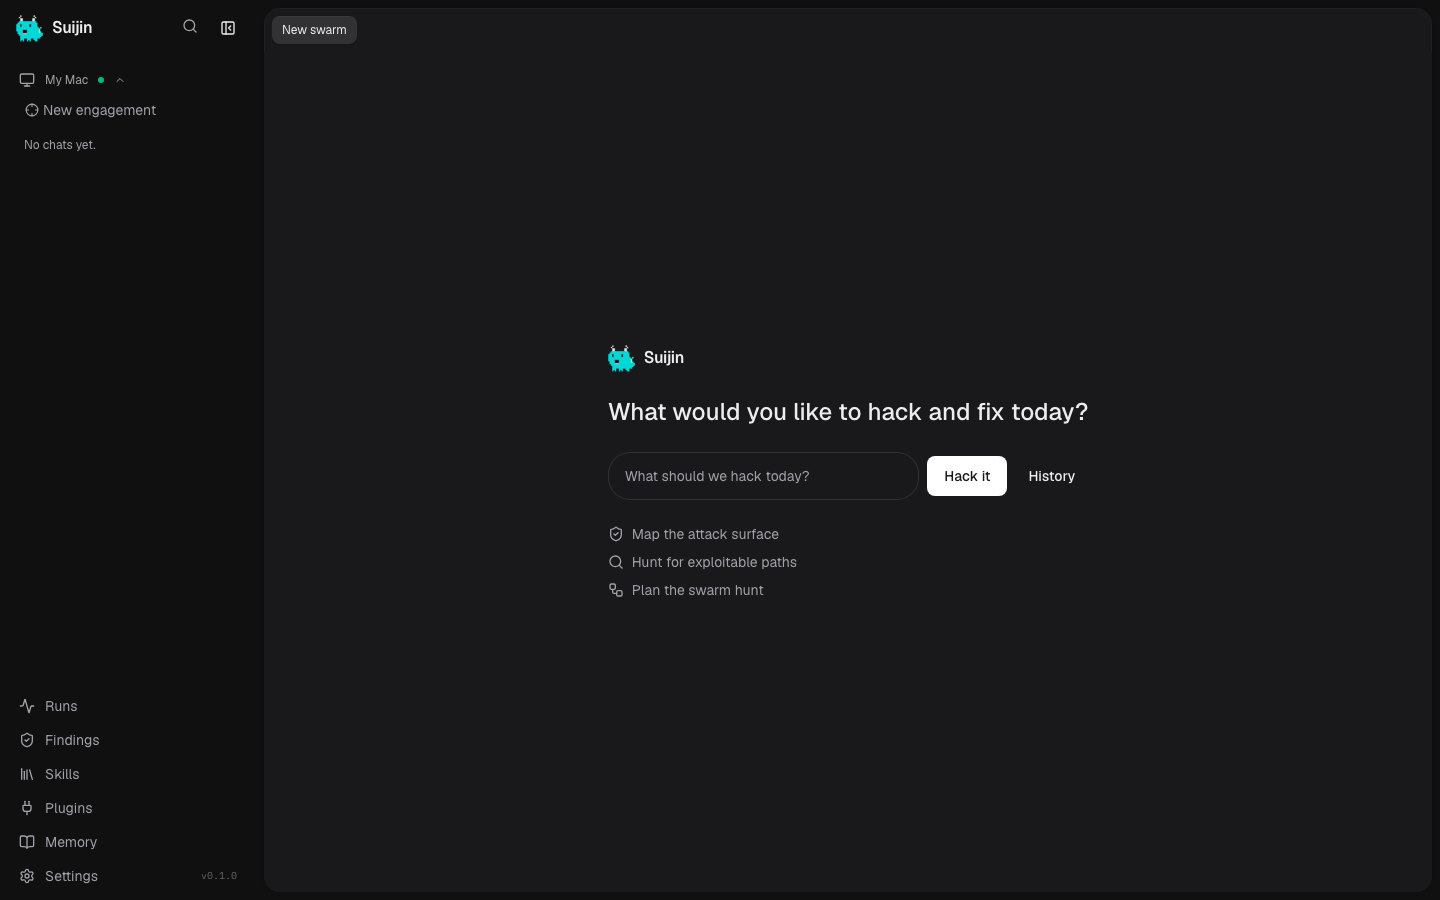 Suijin
My Mac
New engagement
No chats yet.
Runs
Findings
Skills
Plugins
Memory
Settings
v0.1.0
New swarm
Suijin
What would you like to hack and fix today?
What should we hack today?
Hack it
History
Map the attack surface
Hunt for exploitable paths
Plan the swarm hunt